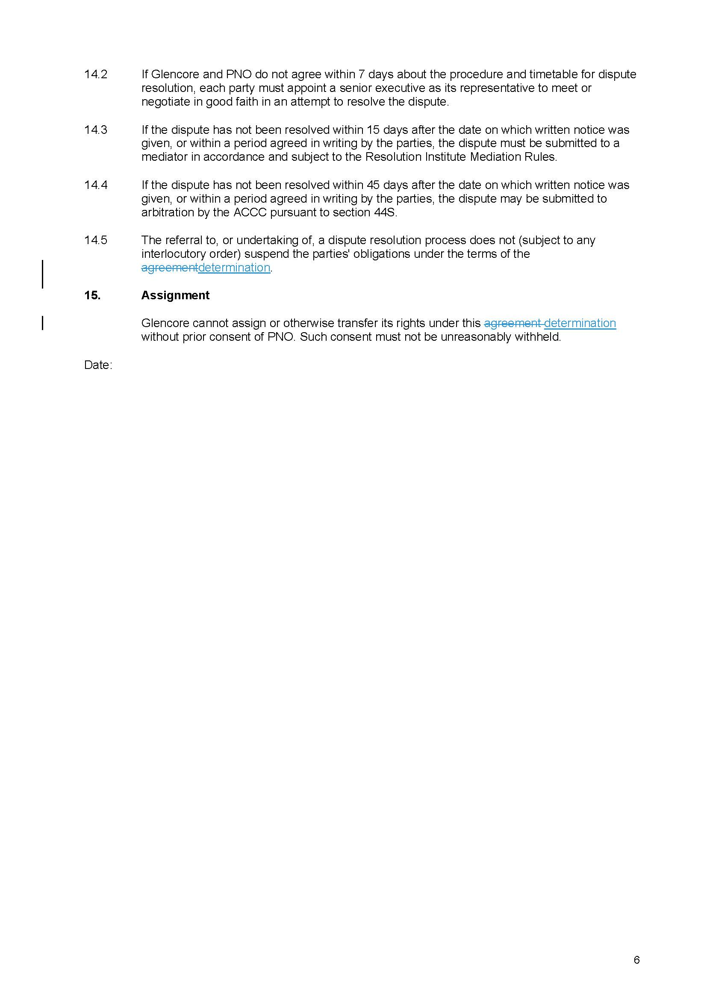 14.2 If Glencore and PNO do not agree within 7 days about the procedure and timetable for dispute
resolution, each party must appoint a senior executive as its representative to meet or
negotiate in good faith in an attempt to resolve the dispute.
14.3 If the dispute has not been resolved within 15 days after the date on which written notice was
given, or within a period agreed in writing by the parties, the dispute must be submitted to a
mediator in accordance and subject to the Resolution Institute Mediation Rules.
14.4 If the dispute has not been resolved within 45 days after the date on which written notice was
given, or within a period agreed in writing by the parties, the dispute may be submitted to
arbitration by the ACCC pursuant to section 44S.
14.5 The referral to, or undertaking of, a dispute resolution process does not (subject to any
interlocutory order) suspend the parties' obligations under the terms of the
agreementdetermination.
15. Assignment
Glencore cannot assign or otherwise transfer its rights under this agreement determination
without prior consent of PNO. Such consent must not be unreasonably withheld.
Date:
6